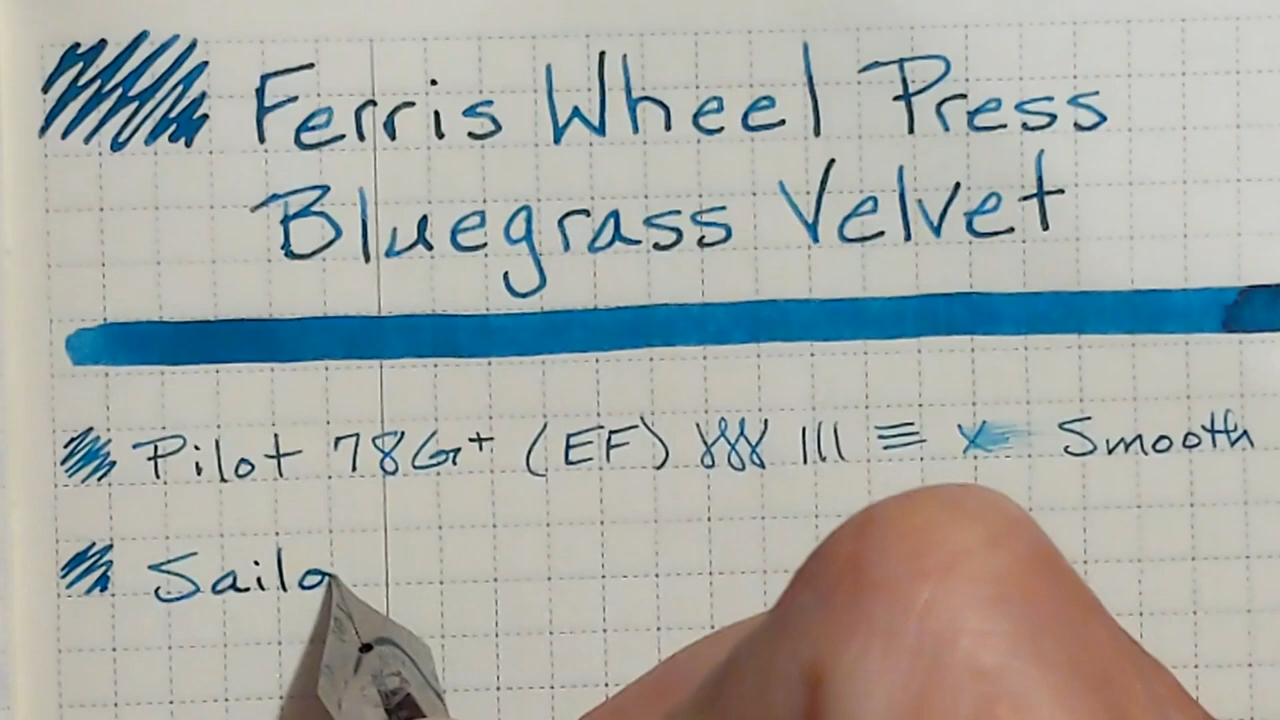 Ferris Wheel Press
Bluegrass Velvet
Pilot 78G+ (EF) Smooth
Sailo